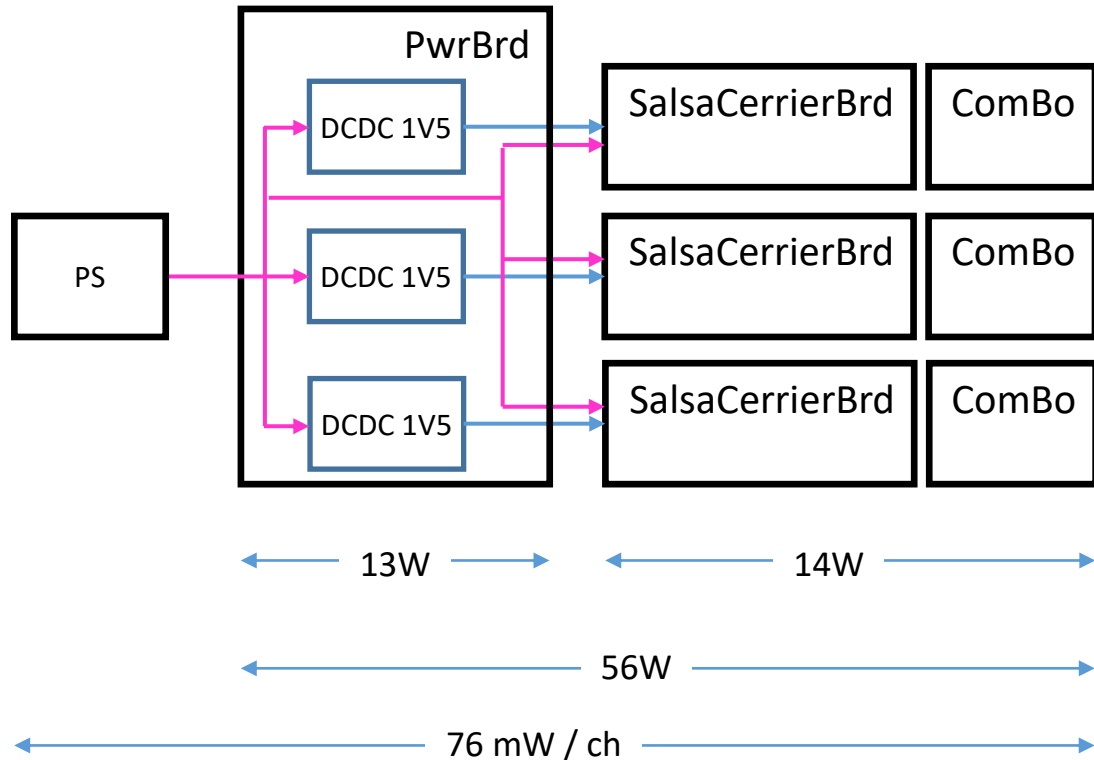 PwrBrd
DCDC 1V5
SalsaCerrierBrd
ComBo
PS
DCDC 1V5
SalsaCerrierBrd
ComBo
DCDC 1V5
SalsaCerrierBrd
ComBo
13W
14W
56W
76 mW / ch